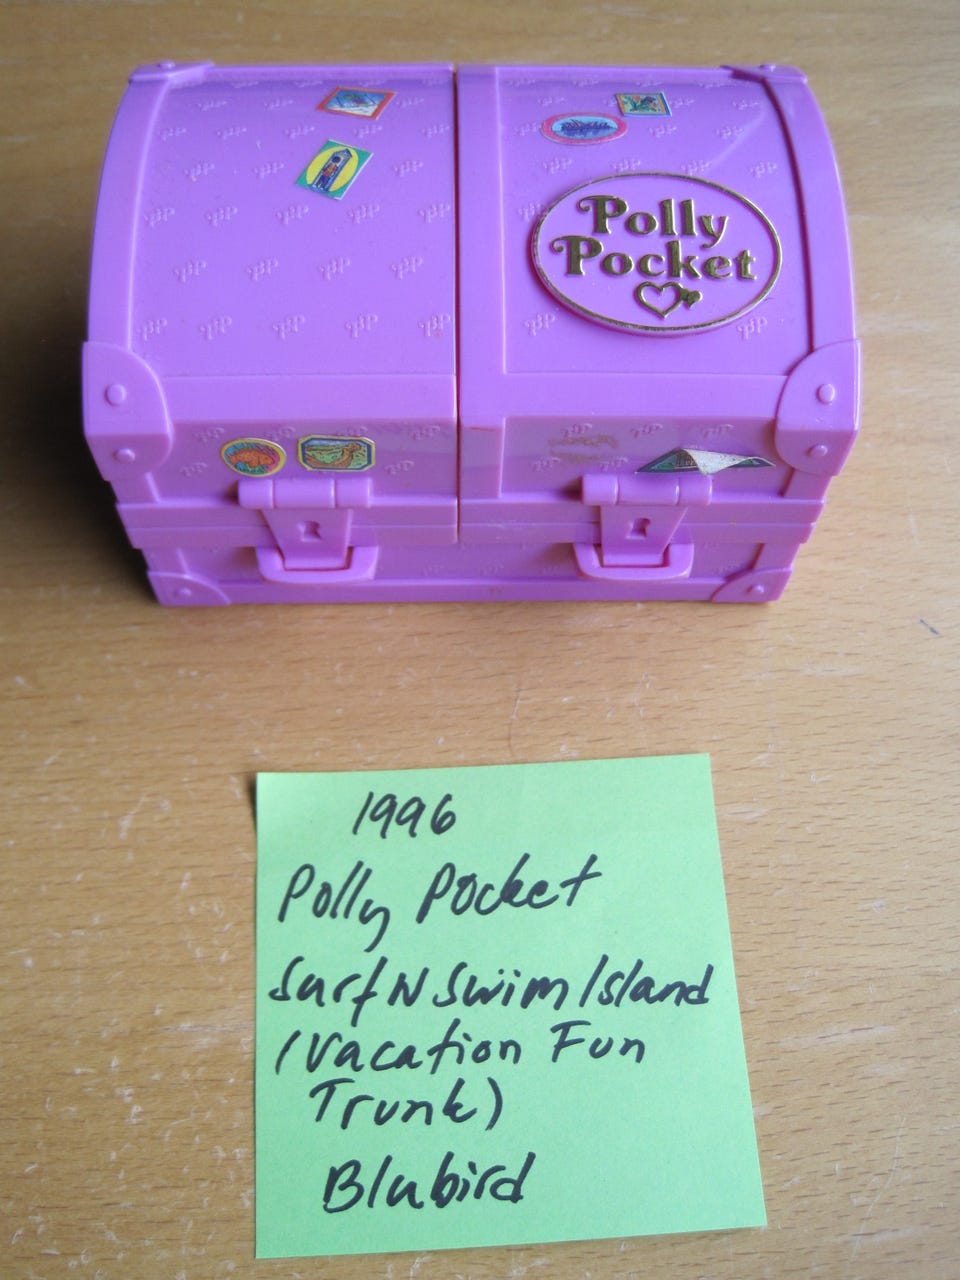 Polly
Pocket
1996
Polly Pocket
Surf N Swim Island
(Vacation Fun
Trunk)
Blubird